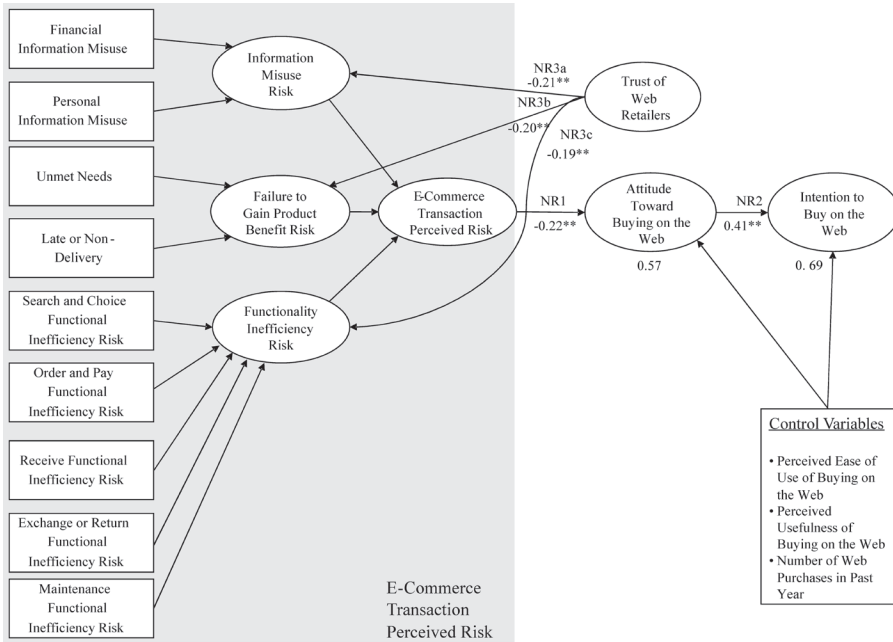 Financial
Information Misuse
Personal
Information Misuse
Unmet Needs
Late or Non -
Delivery
Search and Choice
Functional
Inefficiency Risk
Order and Pay
Functional
Inefficiency Risk
Receive Functional
Inefficiency Risk
Exchange or Return
Functional
Inefficiency Risk
Maintenance
Functional
Inefficiency Risk
Information
Misuse
Risk
Failure to
Gain Product
Benefit Risk
Functionality
Inefficiency
Risk
E-Commerce
Transaction
Perceived Risk
E-Commerce
Transaction
Perceived Risk
NR3a
-0.21**
NR3b
-0.20**
NR3c
-0.19**
Trust of
Web
Retailers
NR1
-0.22**
Attitude
Toward
Buying on the
Web
0.57
NR2
0.41**
Intention to
Buy on the
Web
0. 69
Control Variables
• Perceived Ease of
Use of Buying on
the Web
• Perceived
Usefulness of
Buying on the Web
• Number of Web
Purchases in Past
Year